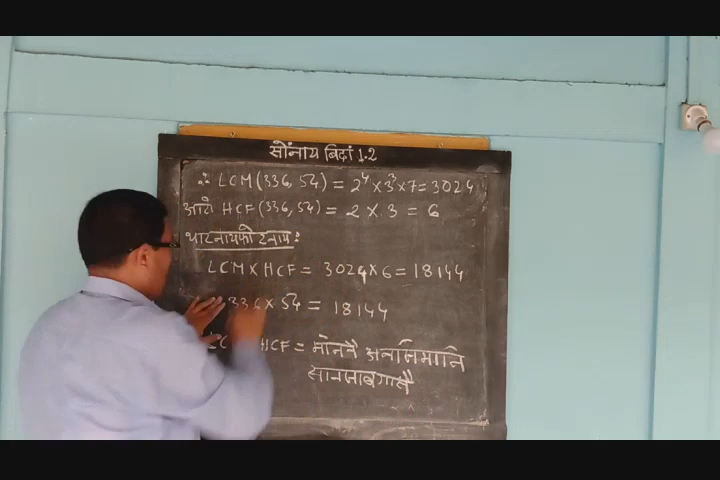 सोंनाय बिदां 1.2
∴ LCM(336, 54) = 2⁴ × 3³ × 7 = 3024
आरो HCF(336, 54) = 2 × 3 = 6
थारनायफोरनाय :
LCM × HCF = 3024 × 6 = 18144
336 × 54 = 18144
HCF = मोननै अनजिमानि
सानजाबगासै